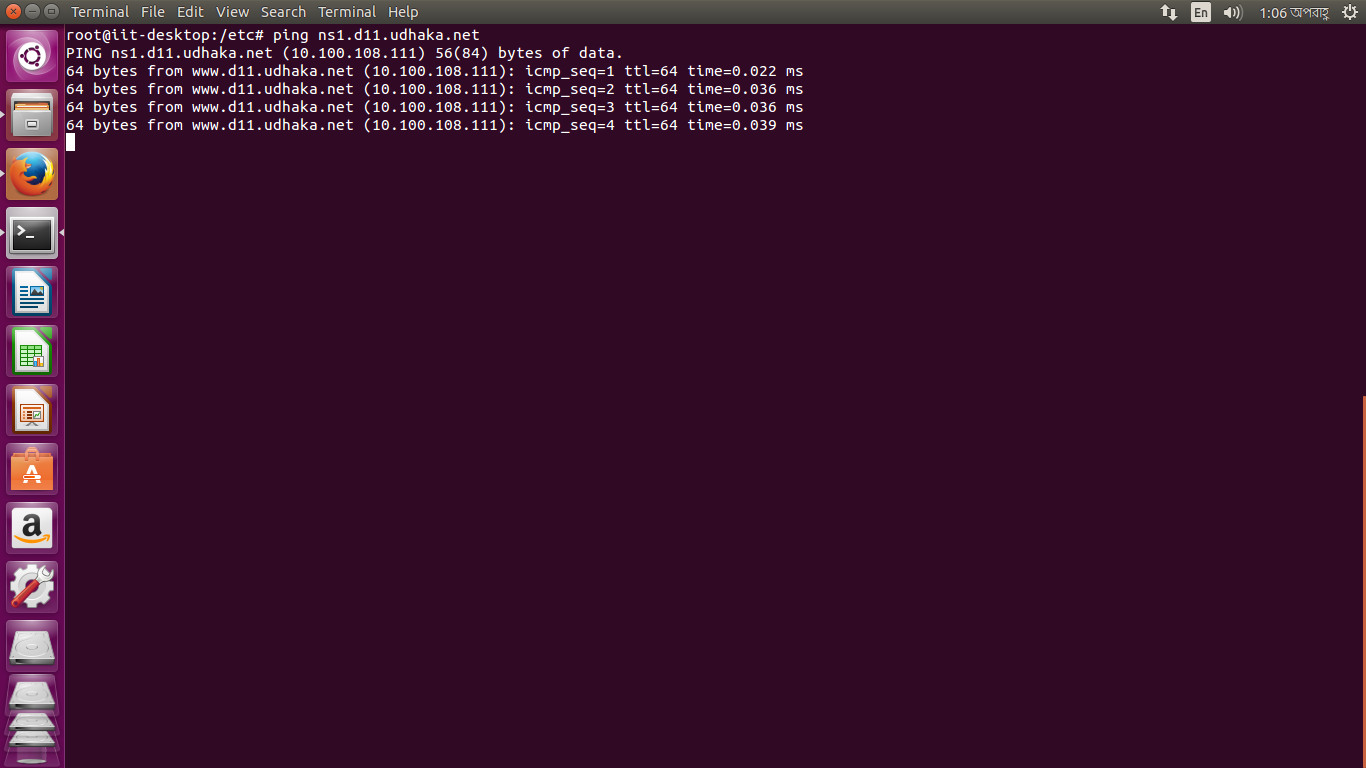 Terminal File Edit View Search Terminal Help En 1:06 অপরাহ্ণ
root@iit-desktop:/etc# ping ns1.d11.udhaka.net
PING ns1.d11.udhaka.net (10.100.108.111) 56(84) bytes of data.
64 bytes from www.d11.udhaka.net (10.100.108.111): icmp_seq=1 ttl=64 time=0.022 ms
64 bytes from www.d11.udhaka.net (10.100.108.111): icmp_seq=2 ttl=64 time=0.036 ms
64 bytes from www.d11.udhaka.net (10.100.108.111): icmp_seq=3 ttl=64 time=0.036 ms
64 bytes from www.d11.udhaka.net (10.100.108.111): icmp_seq=4 ttl=64 time=0.039 ms